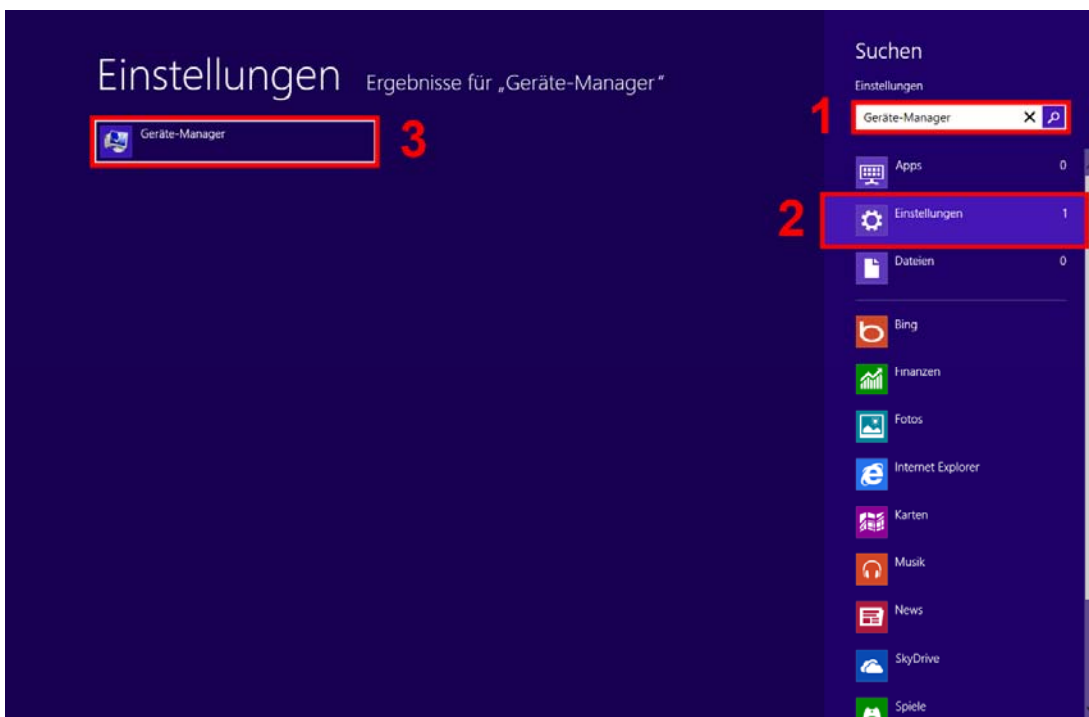 Einstellungen Ergebnisse für „Geräte-Manager“
Geräte-Manager
3
Suchen
Einstellungen
1
Geräte-Manager
Apps 0
2
Einstellungen 1
Dateien 0
Bing
Finanzen
Fotos
Internet Explorer
Karten
Musik
News
SkyDrive
Spiele